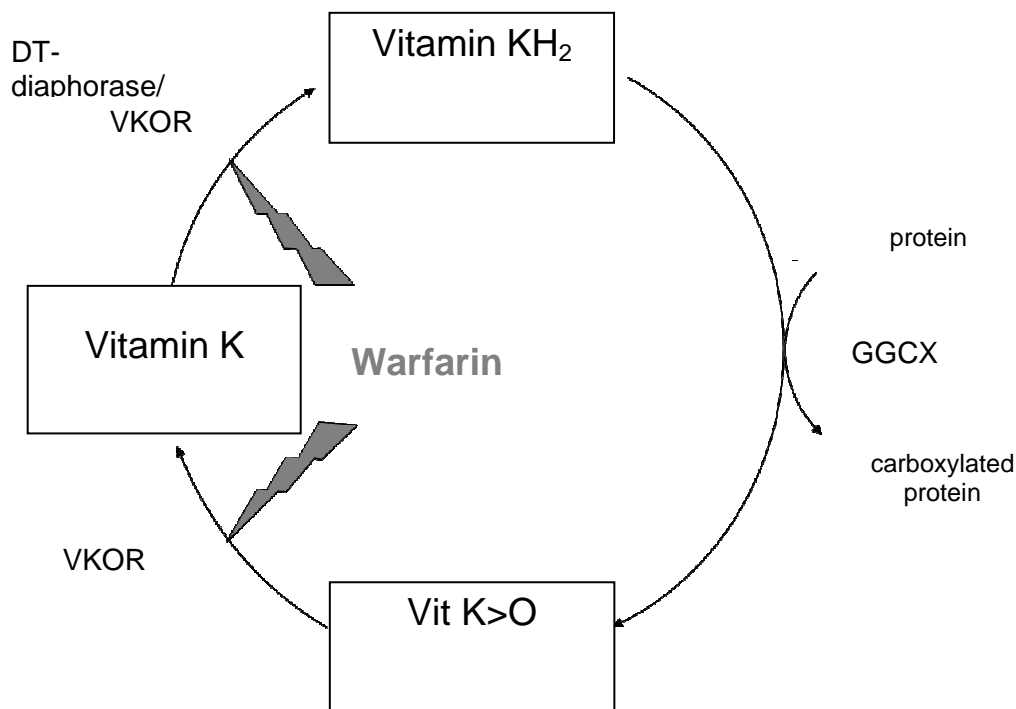 Vitamin KH₂
DT-
diaphorase/
VKOR
protein
Vitamin K
Warfarin
GGCX
carboxylated
protein
VKOR
Vit K>O